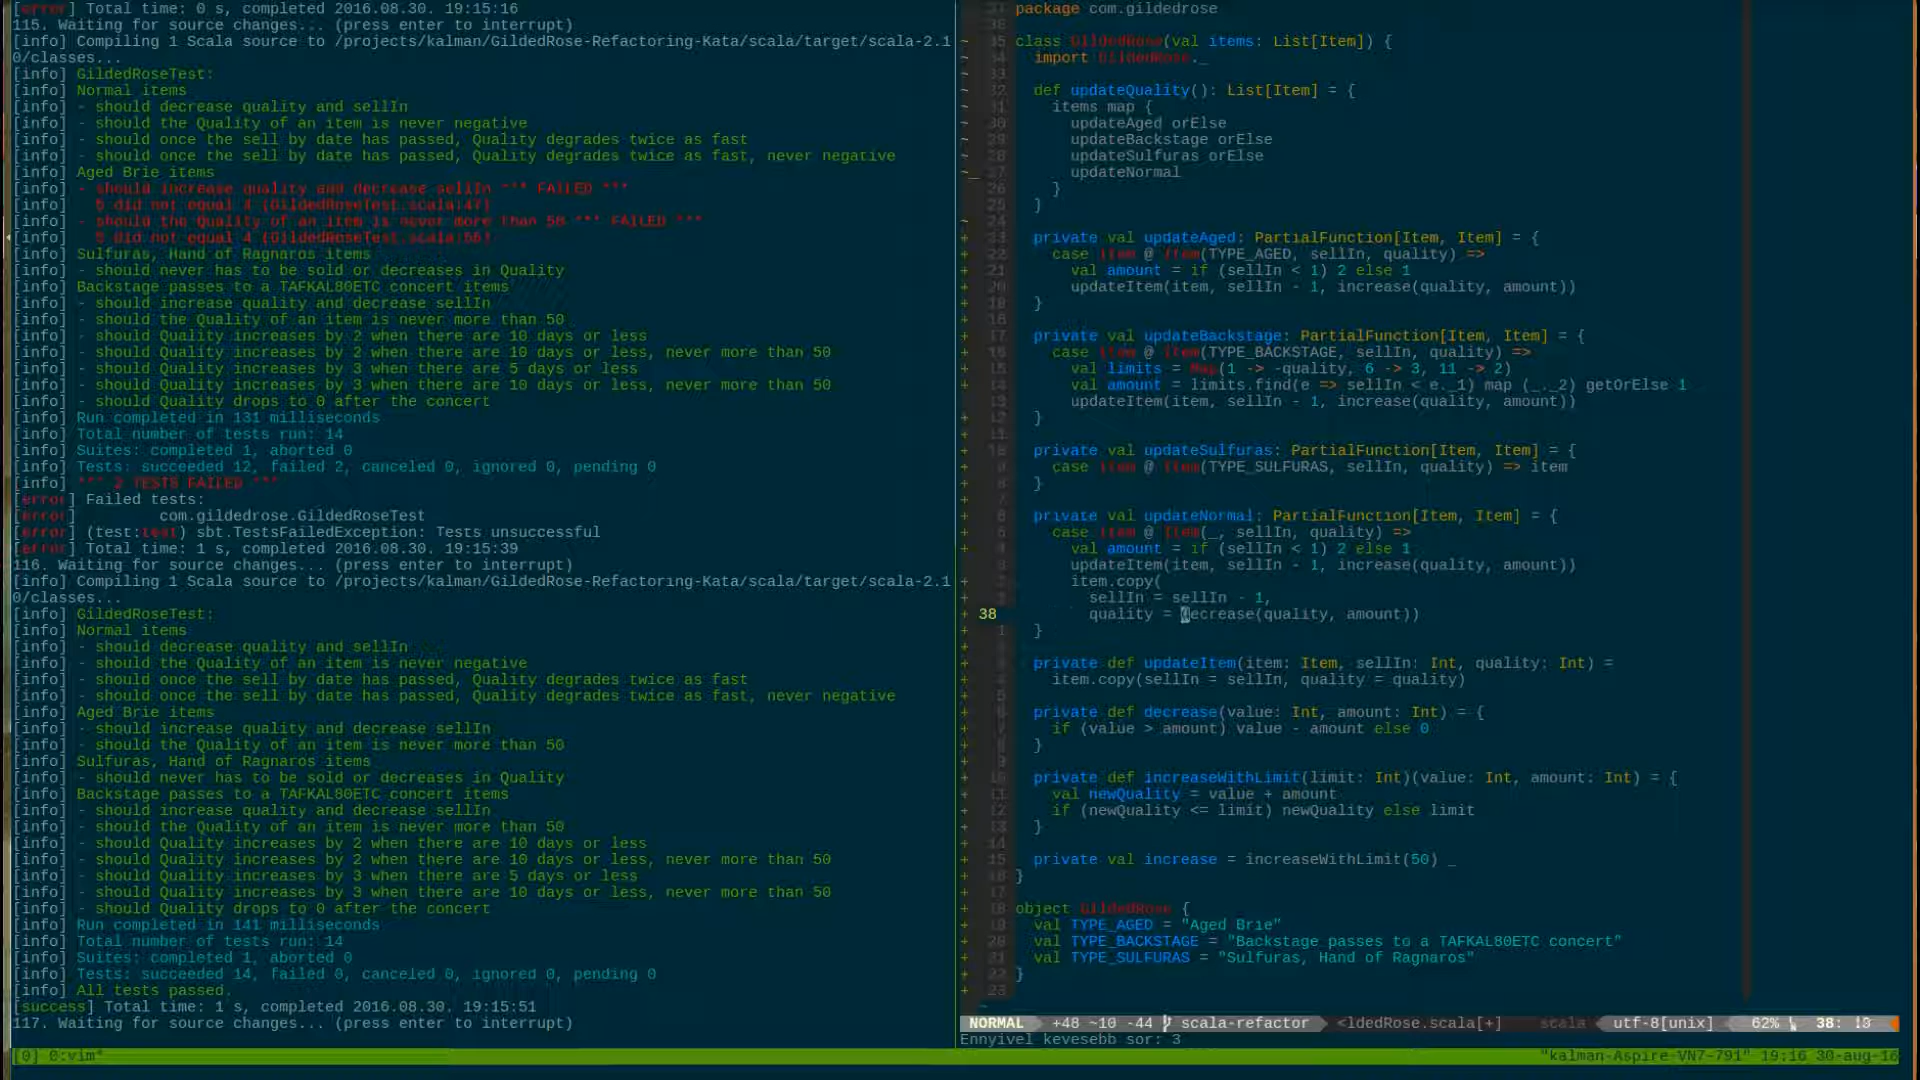 [error] Total time: 0 s, completed 2016.08.30. 19:15:16
115. Waiting for source changes... (press enter to interrupt)
[info] Compiling 1 Scala source to /projects/kalman/GildedRose-Refactoring-Kata/scala/target/scala-2.1
0/classes...
[info] GildedRoseTest:
[info] Normal items
[info] - should decrease quality and sellIn
[info] - should the Quality of an item is never negative
[info] - should once the sell by date has passed, Quality degrades twice as fast
[info] - should once the sell by date has passed, Quality degrades twice as fast, never negative
[info] Aged Brie items
[info] - should increase quality and decrease sellIn *** FAILED ***
[info]   5 did not equal 4 (GildedRoseTest.scala:47)
[info] - should the Quality of an item is never more than 50 *** FAILED ***
[info]   5 did not equal 4 (GildedRoseTest.scala:55)
[info] Sulfuras, Hand of Ragnaros items
[info] - should never has to be sold or decreases in Quality
[info] Backstage passes to a TAFKAL80ETC concert items
[info] - should increase quality and decrease sellIn
[info] - should the Quality of an item is never more than 50
[info] - should Quality increases by 2 when there are 10 days or less
[info] - should Quality increases by 2 when there are 10 days or less, never more than 50
[info] - should Quality increases by 3 when there are 5 days or less
[info] - should Quality increases by 3 when there are 10 days or less, never more than 50
[info] - should Quality drops to 0 after the concert
[info] Run completed in 131 milliseconds
[info] Total number of tests run: 14
[info] Suites: completed 1, aborted 0
[info] Tests: succeeded 12, failed 2, canceled 0, ignored 0, pending 0
[info] *** 2 TESTS FAILED ***
[error] Failed tests:
[error]         com.gildedrose.GildedRoseTest
[error] (test:test) sbt.TestsFailedException: Tests unsuccessful
[error] Total time: 1 s, completed 2016.08.30. 19:15:39
116. Waiting for source changes... (press enter to interrupt)
[info] Compiling 1 Scala source to /projects/kalman/GildedRose-Refactoring-Kata/scala/target/scala-2.1
0/classes...
[info] GildedRoseTest:
[info] Normal items
[info] - should decrease quality and sellIn
[info] - should the Quality of an item is never negative
[info] - should once the sell by date has passed, Quality degrades twice as fast
[info] - should once the sell by date has passed, Quality degrades twice as fast, never negative
[info] Aged Brie items
[info] - should increase quality and decrease sellIn
[info] - should the Quality of an item is never more than 50
[info] Sulfuras, Hand of Ragnaros items
[info] - should never has to be sold or decreases in Quality
[info] Backstage passes to a TAFKAL80ETC concert items
[info] - should increase quality and decrease sellIn
[info] - should the Quality of an item is never more than 50
[info] - should Quality increases by 2 when there are 10 days or less
[info] - should Quality increases by 2 when there are 10 days or less, never more than 50
[info] - should Quality increases by 3 when there are 5 days or less
[info] - should Quality increases by 3 when there are 10 days or less, never more than 50
[info] - should Quality drops to 0 after the concert
[info] Run completed in 141 milliseconds
[info] Total number of tests run: 14
[info] Suites: completed 1, aborted 0
[info] Tests: succeeded 14, failed 0, canceled 0, ignored 0, pending 0
[info] All tests passed.
[success] Total time: 1 s, completed 2016.08.30. 19:15:51
117. Waiting for source changes... (press enter to interrupt)
package com.gildedrose
class GildedRose(val items: List[Item]) {
import GildedRose._
def updateQuality(): List[Item] = {
items map {
updateAged orElse
updateBackstage orElse
updateSulfuras orElse
updateNormal
}
}
private val updateAged: PartialFunction[Item, Item] = {
case item @ Item(TYPE_AGED, sellIn, quality) =>
val amount = if (sellIn < 1) 2 else 1
updateItem(item, sellIn - 1, increase(quality, amount))
}
private val updateBackstage: PartialFunction[Item, Item] = {
case item @ Item(TYPE_BACKSTAGE, sellIn, quality) =>
val limits = Map(1 -> -quality, 6 -> 3, 11 -> 2)
val amount = limits.find(e => sellIn < e._1) map (_._2) getOrElse 1
updateItem(item, sellIn - 1, increase(quality, amount))
}
private val updateSulfuras: PartialFunction[Item, Item] = {
case item @ Item(TYPE_SULFURAS, sellIn, quality) => item
}
private val updateNormal: PartialFunction[Item, Item] = {
case item @ Item(_, sellIn, quality) =>
val amount = if (sellIn < 1) 2 else 1
updateItem(item, sellIn - 1, increase(quality, amount))
item.copy(
sellIn = sellIn - 1,
38 quality = decrease(quality, amount))
}
private def updateItem(item: Item, sellIn: Int, quality: Int) =
item.copy(sellIn = sellIn, quality = quality)
private def decrease(value: Int, amount: Int) = {
if (value > amount) value - amount else 0
}
private def increaseWithLimit(limit: Int)(value: Int, amount: Int) = {
val newQuality = value + amount
if (newQuality <= limit) newQuality else limit
}
private val increase = increaseWithLimit(50) _
}
object GildedRose {
val TYPE_AGED = "Aged Brie"
val TYPE_BACKSTAGE = "Backstage passes to a TAFKAL80ETC concert"
val TYPE_SULFURAS = "Sulfuras, Hand of Ragnaros"
}
NORMAL +48 ~10 -44 scala-refactor <ldedRose.scala[+] scala utf-8[unix] 62% 38: 13
Ennyivel kevesebb sor: 3
[0] 0:vim* "kalman-Aspire-VN7-791" 19:16 30-aug-16